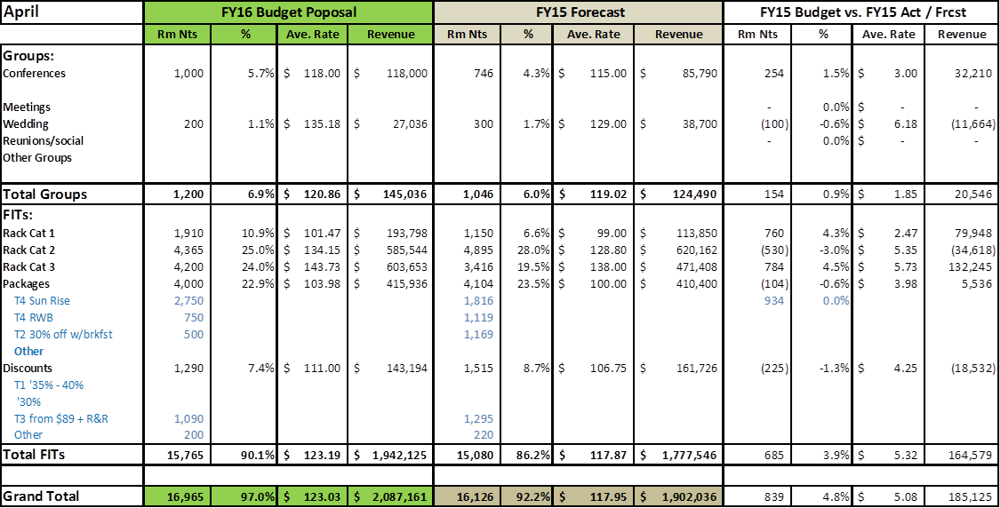 April FY16 Budget Poposal FY15 Forecast FY15 Budget vs. FY15 Act / Frcst
Rm Nts % Ave. Rate Revenue Rm Nts % Ave. Rate Revenue Rm Nts % Ave. Rate Revenue
Groups:
Conferences 1,000 5.7% $ 118.00 $ 118,000 746 4.3% $ 115.00 $ 85,790 254 1.5% $ 3.00 32,210
Meetings - 0.0% $ - -
Wedding 200 1.1% $ 135.18 $ 27,036 300 1.7% $ 129.00 $ 38,700 (100) -0.6% $ 6.18 (11,664)
Reunions/social - 0.0% $ - -
Other Groups
Total Groups 1,200 6.9% $ 120.86 $ 145,036 1,046 6.0% $ 119.02 $ 124,490 154 0.9% $ 1.85 20,546
FITs:
Rack Cat 1 1,910 10.9% $ 101.47 $ 193,798 1,150 6.6% $ 99.00 $ 113,850 760 4.3% $ 2.47 79,948
Rack Cat 2 4,365 25.0% $ 134.15 $ 585,544 4,895 28.0% $ 128.80 $ 620,162 (530) -3.0% $ 5.35 (34,618)
Rack Cat 3 4,200 24.0% $ 143.73 $ 603,653 3,416 19.5% $ 138.00 $ 471,408 784 4.5% $ 5.73 132,245
Packages 4,000 22.9% $ 103.98 $ 415,936 4,104 23.5% $ 100.00 $ 410,400 (104) -0.6% $ 3.98 5,536
T4 Sun Rise 2,750 1,816 934 0.0%
T4 RWB 750 1,119
T2 30% off w/brkfst 500 1,169
Other
Discounts 1,290 7.4% $ 111.00 $ 143,194 1,515 8.7% $ 106.75 $ 161,726 (225) -1.3% $ 4.25 (18,532)
T1 '35% - 40%
'30%
T3 from $89 + R&R 1,090 1,295
Other 200 220
Total FITs 15,765 90.1% $ 123.19 $ 1,942,125 15,080 86.2% $ 117.87 $ 1,777,546 685 3.9% $ 5.32 164,579
Grand Total 16,965 97.0% $ 123.03 $ 2,087,161 16,126 92.2% $ 117.95 $ 1,902,036 839 4.8% $ 5.08 185,125